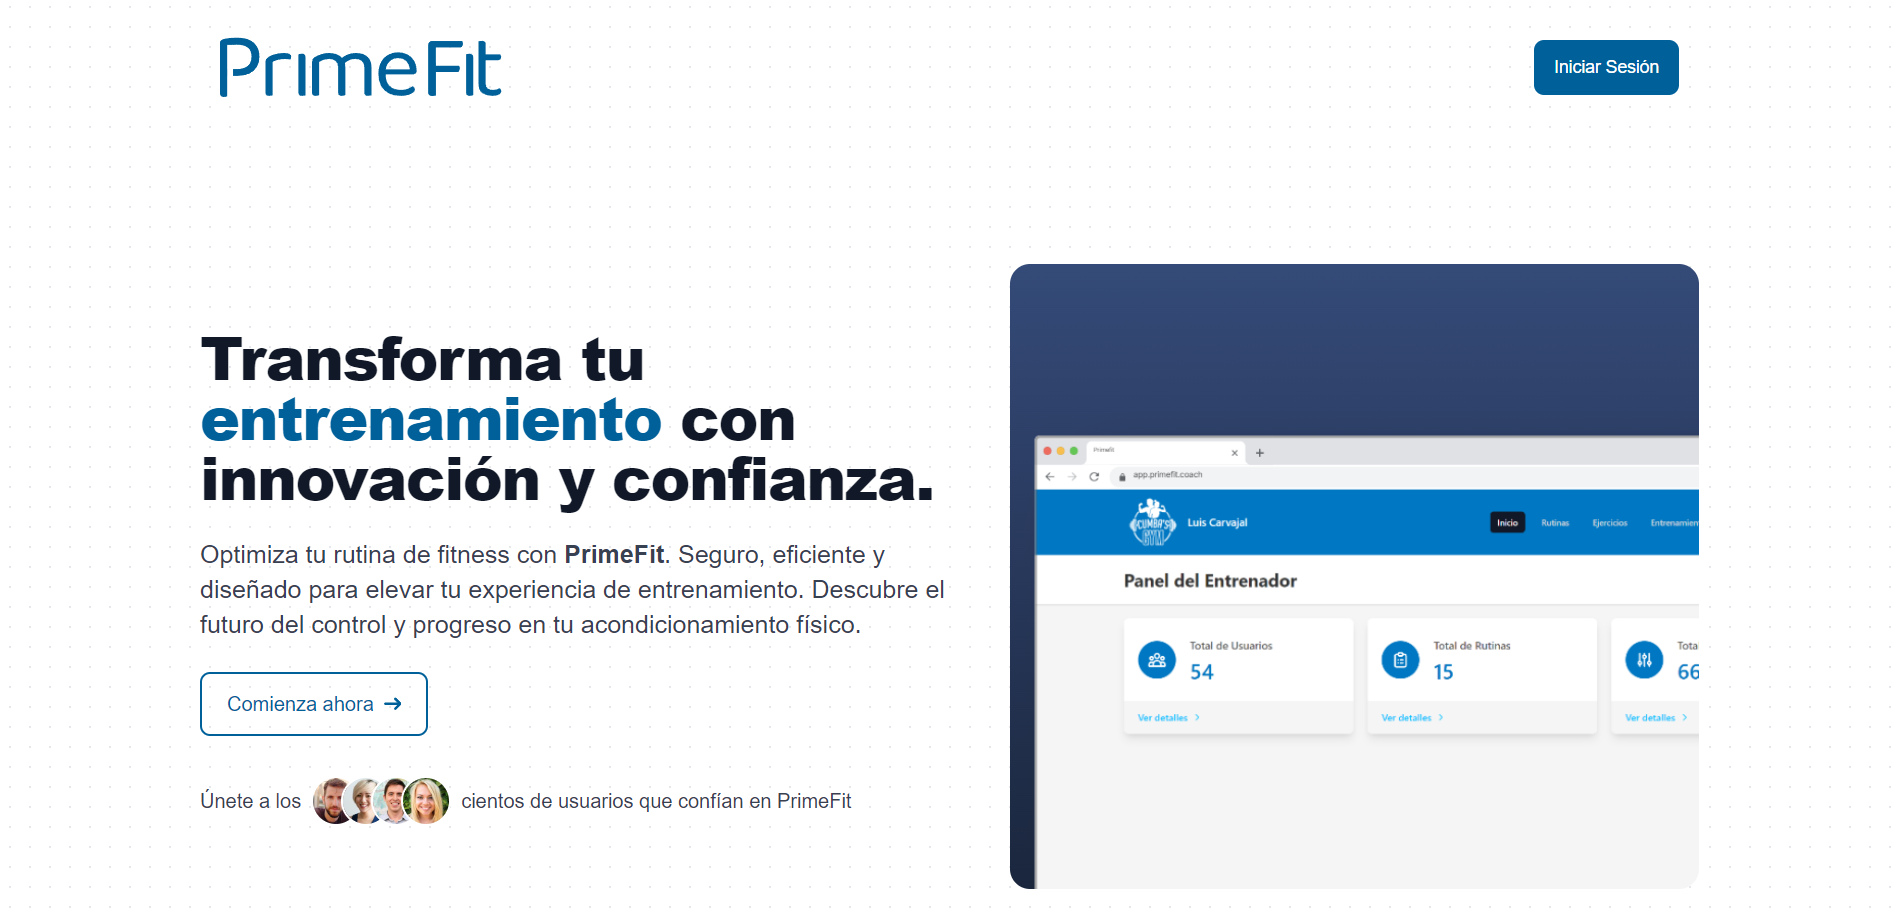 PrimeFit
Iniciar Sesión
Transforma tu
entrenamiento con
innovación y confianza.
Optimiza tu rutina de fitness con PrimeFit. Seguro, eficiente y
diseñado para elevar tu experiencia de entrenamiento. Descubre el
futuro del control y progreso en tu acondicionamiento físico.
Comienza ahora
Únete a los cientos de usuarios que confían en PrimeFit
Primefit
app.primefit.coach
CUMBA'S
GYM
Luis Carvajal
Inicio Rutinas Ejercicios Entrenamien
Panel del Entrenador
Total de Usuarios
54
Ver detalles
Total de Rutinas
15
Ver detalles
Tota
66
Ver detalles